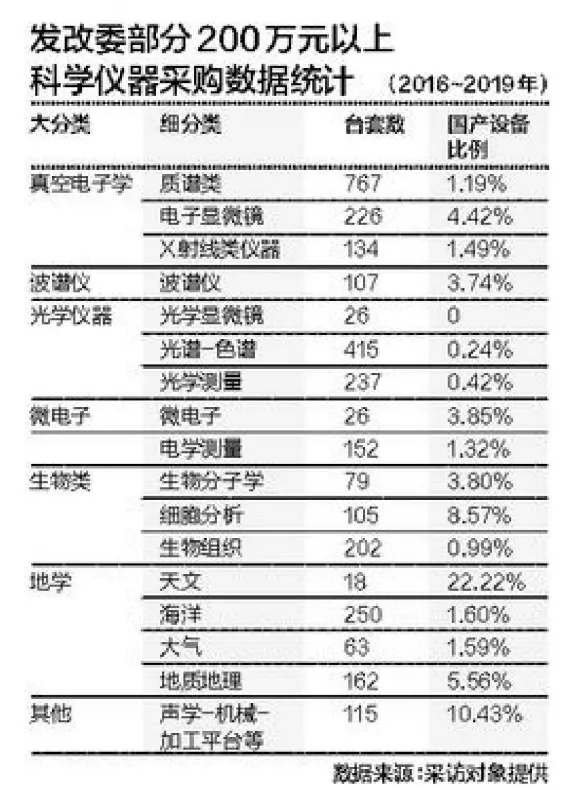 发改委部分200万元以上
科学仪器采购数据统计 (2016~2019年)
大分类 细分类 台套数 国产设备
比例
真空电子学 质谱类 767 1.19%
电子显微镜 226 4.42%
X射线类仪器 134 1.49%
波谱仪 波谱仪 107 3.74%
光学仪器 光学显微镜 26 0
光谱-色谱 415 0.24%
光学测量 237 0.42%
微电子 微电子 26 3.85%
电学测量 152 1.32%
生物类 生物分子学 79 3.80%
细胞分析 105 8.57%
生物组织 202 0.99%
地学 天文 18 22.22%
海洋 250 1.60%
大气 63 1.59%
地质地理 162 5.56%
其他 声学-机械- 115 10.43%
加工平台等
数据来源:采访对象提供